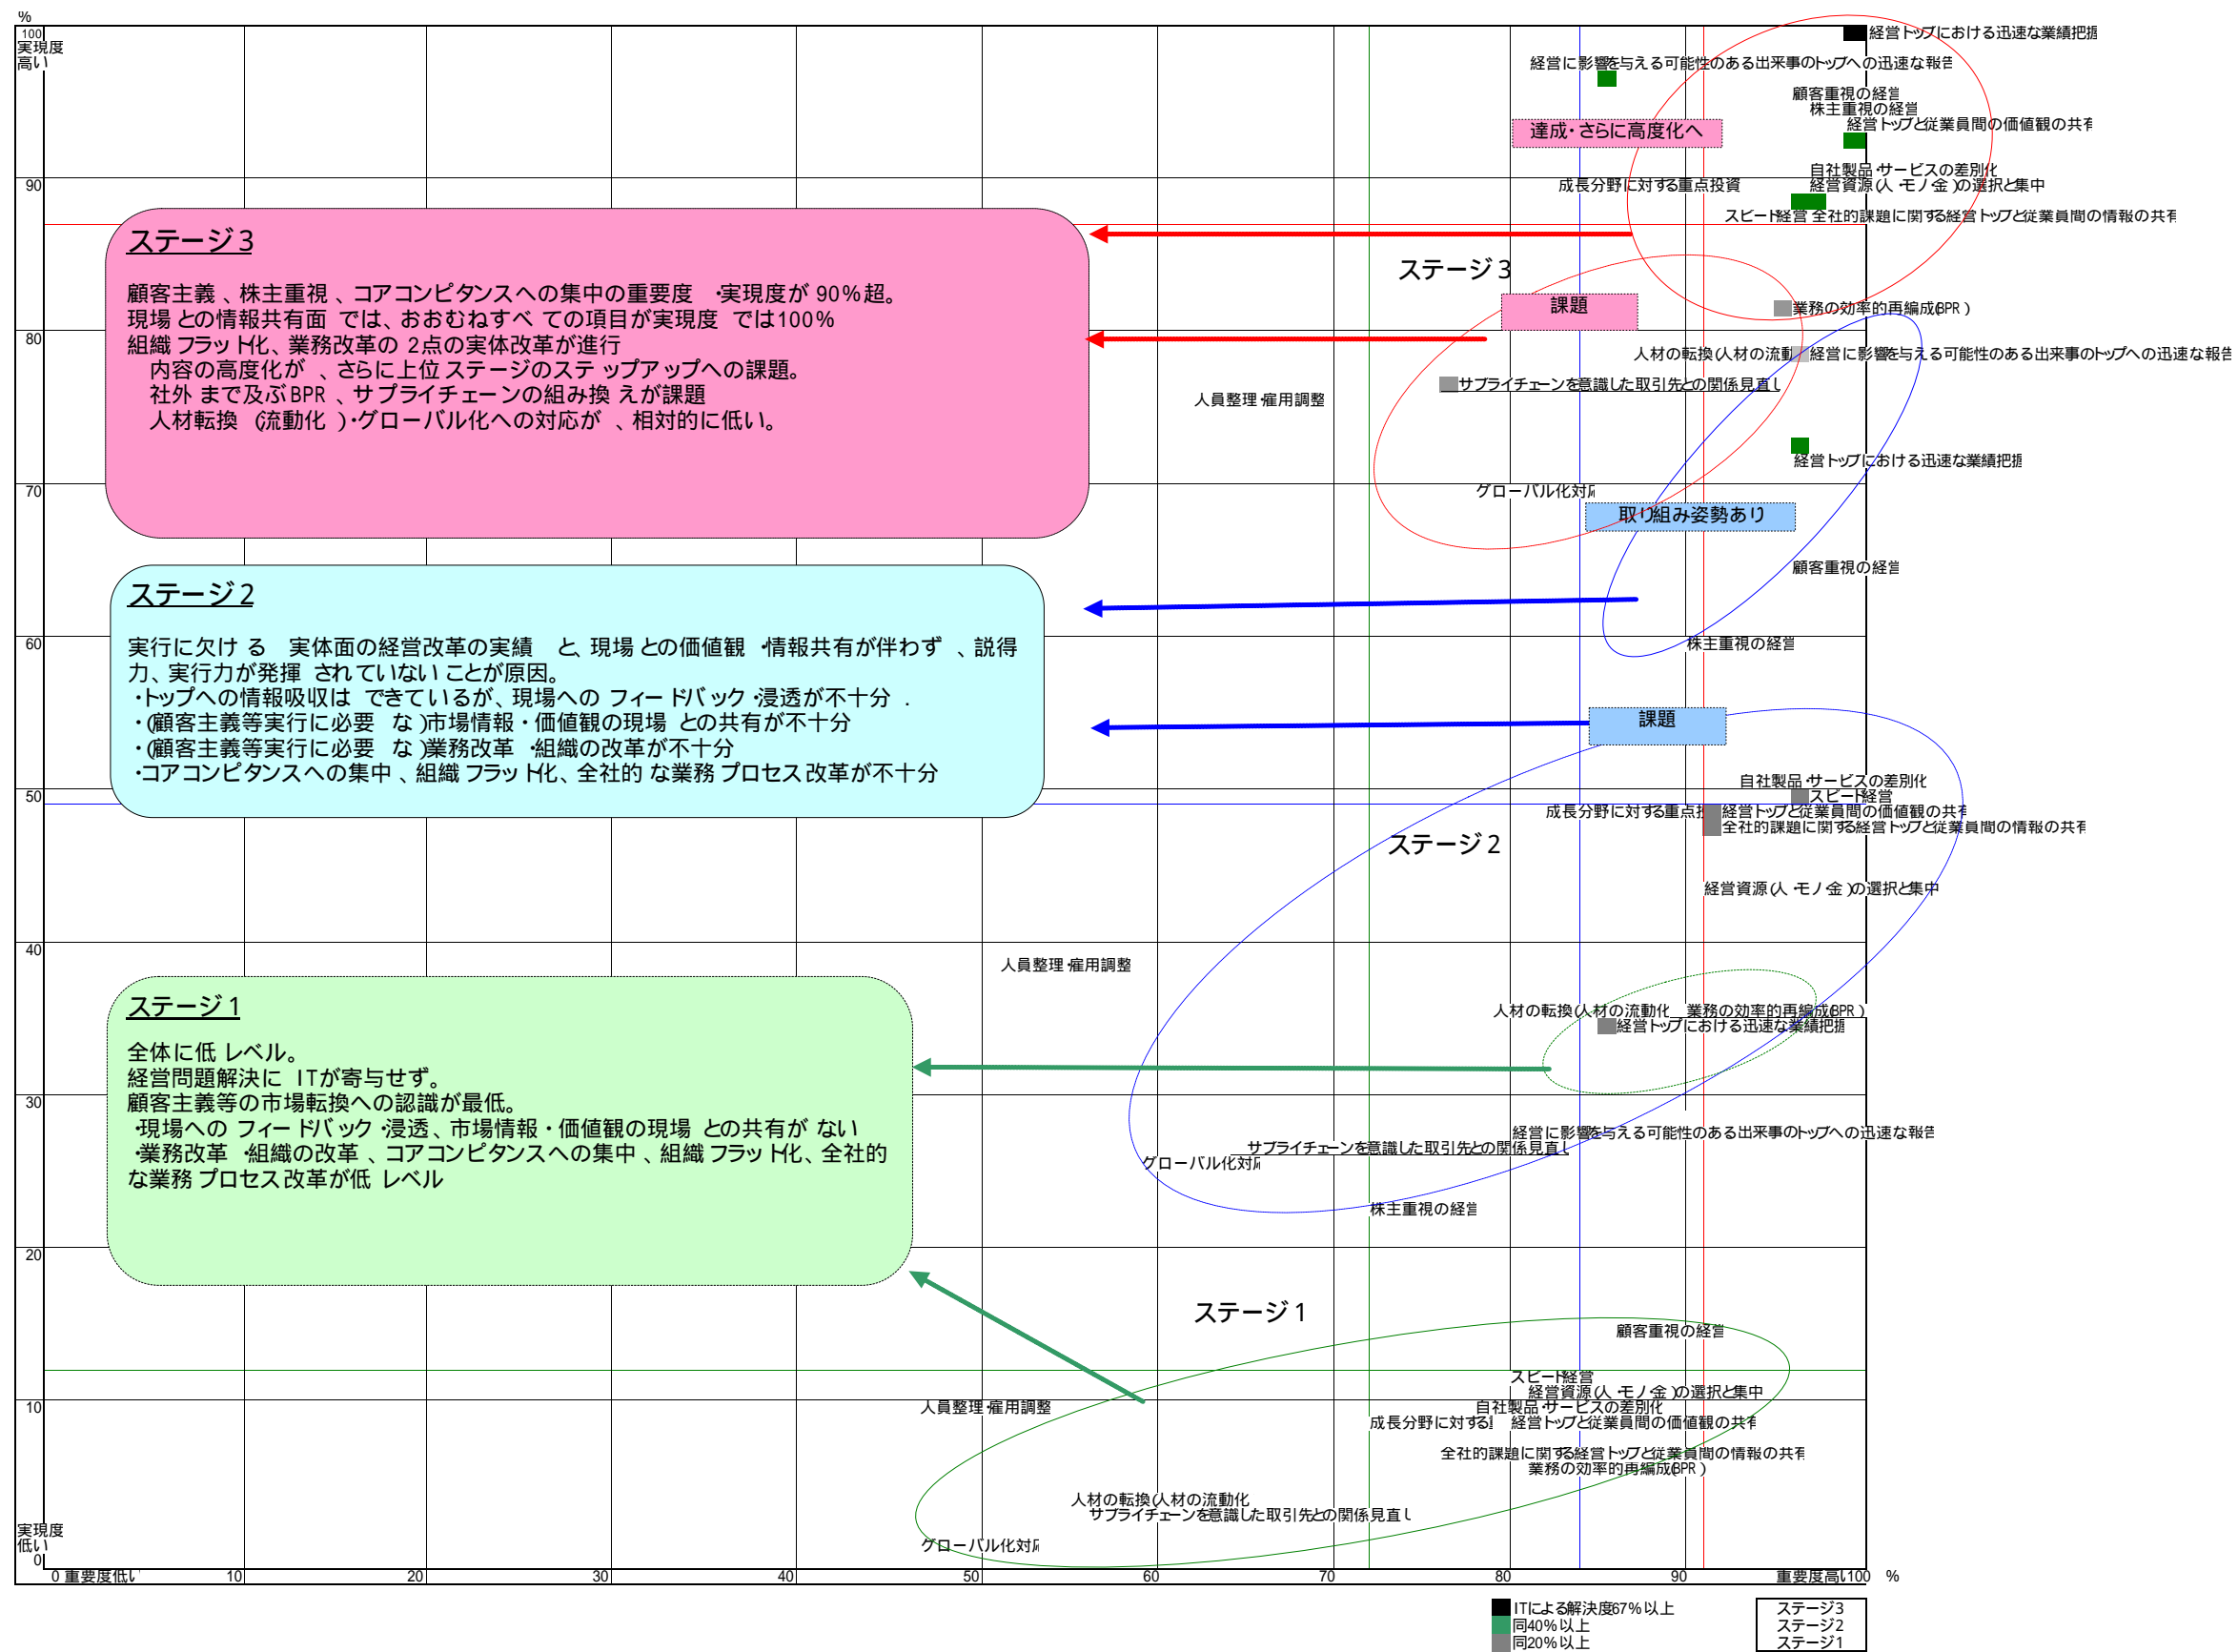 %
100
実現度
高い
経営トップにおける迅速な業績把握
経営に影響を与える可能性のある出来事のトップへの迅速な報告
顧客重視の経営
株主重視の経営
経営トップと従業員間の価値観の共有
達成・さらに高度化へ
自社製品・サービスの差別化
90
成長分野に対する重点投資
経営資源(人・モノ・金)の選択と集中
スピード経営
全社的課題に関する経営トップと従業員間の情報の共有
ステージ3
顧客主義、株主重視、コアコンピタンスへの集中の重要度・実現度が90%超。
現場との情報共有面では、おおむねすべての項目が実現度では100%
組織フラット化、業務改革の2点の実体改革が進行
内容の高度化が、さらに上位ステージのステップアップへの課題。
社外まで及ぶBPR、サプライチェーンの組み換えが課題
人材転換(流動化)・グローバル化への対応が、相対的に低い。
ステージ3
課題
業務の効率的再編成(BPR)
80
人材の転換(人材の流動
経営に影響を与える可能性のある出来事のトップへの迅速な報告
サプライチェーンを意識した取引先との関係見直し
人員整理・雇用調整
経営トップにおける迅速な業績把握
70
グローバル化対応
取り組み姿勢あり
顧客重視の経営
ステージ2
実行に欠ける 実体面の経営改革の実績と、現場との価値観・情報共有が伴わず、説得
力、実行力が発揮されていないことが原因。
・トップへの情報吸収はできているが、現場へのフィードバック・浸透が不十分.
・(顧客主義等実行に必要な)市場情報・価値観の現場との共有が不十分
・(顧客主義等実行に必要な)業務改革・組織の改革が不十分
・コアコンピタンスへの集中、組織フラット化、全社的な業務プロセス改革が不十分
60
株主重視の経営
課題
自社製品・サービスの差別化
50
スピード経営
成長分野に対する重点投
経営トップと従業員間の価値観の共有
全社的課題に関する経営トップと従業員間の情報の共有
ステージ2
経営資源(人・モノ・金)の選択と集中
40
人員整理・雇用調整
ステージ1
全体に低レベル。
経営問題解決にITが寄与せず。
顧客主義等の市場転換への認識が最低。
・現場へのフィードバック・浸透、市場情報・価値観の現場との共有がない
・業務改革・組織の改革、コアコンピタンスへの集中、組織フラット化、全社的
な業務プロセス改革が低レベル
人材の転換(人材の流動化
業務の効率的再編成(BPR)
経営トップにおける迅速な業績把握
30
経営に影響を与える可能性のある出来事のトップへの迅速な報告
サプライチェーンを意識した取引先との関係見直し
グローバル化対応
株主重視の経営
20
ステージ1
顧客重視の経営
スピード経営
経営資源(人・モノ・金)の選択と集中
10
人員整理・雇用調整
自社製品・サービスの差別化
成長分野に対する
経営トップと従業員間の価値観の共有
全社的課題に関する経営トップと従業員間の情報の共有
業務の効率的再編成(BPR)
人材の転換(人材の流動化
サプライチェーンを意識した取引先との関係見直し
実現度
低い
グローバル化対応
0
0 重要度低い 10 20 30 40 50 60 70 80 90 重要度高い100 %
ITによる解決度67%以上
同40%以上
同20%以上
ステージ3
ステージ2
ステージ1